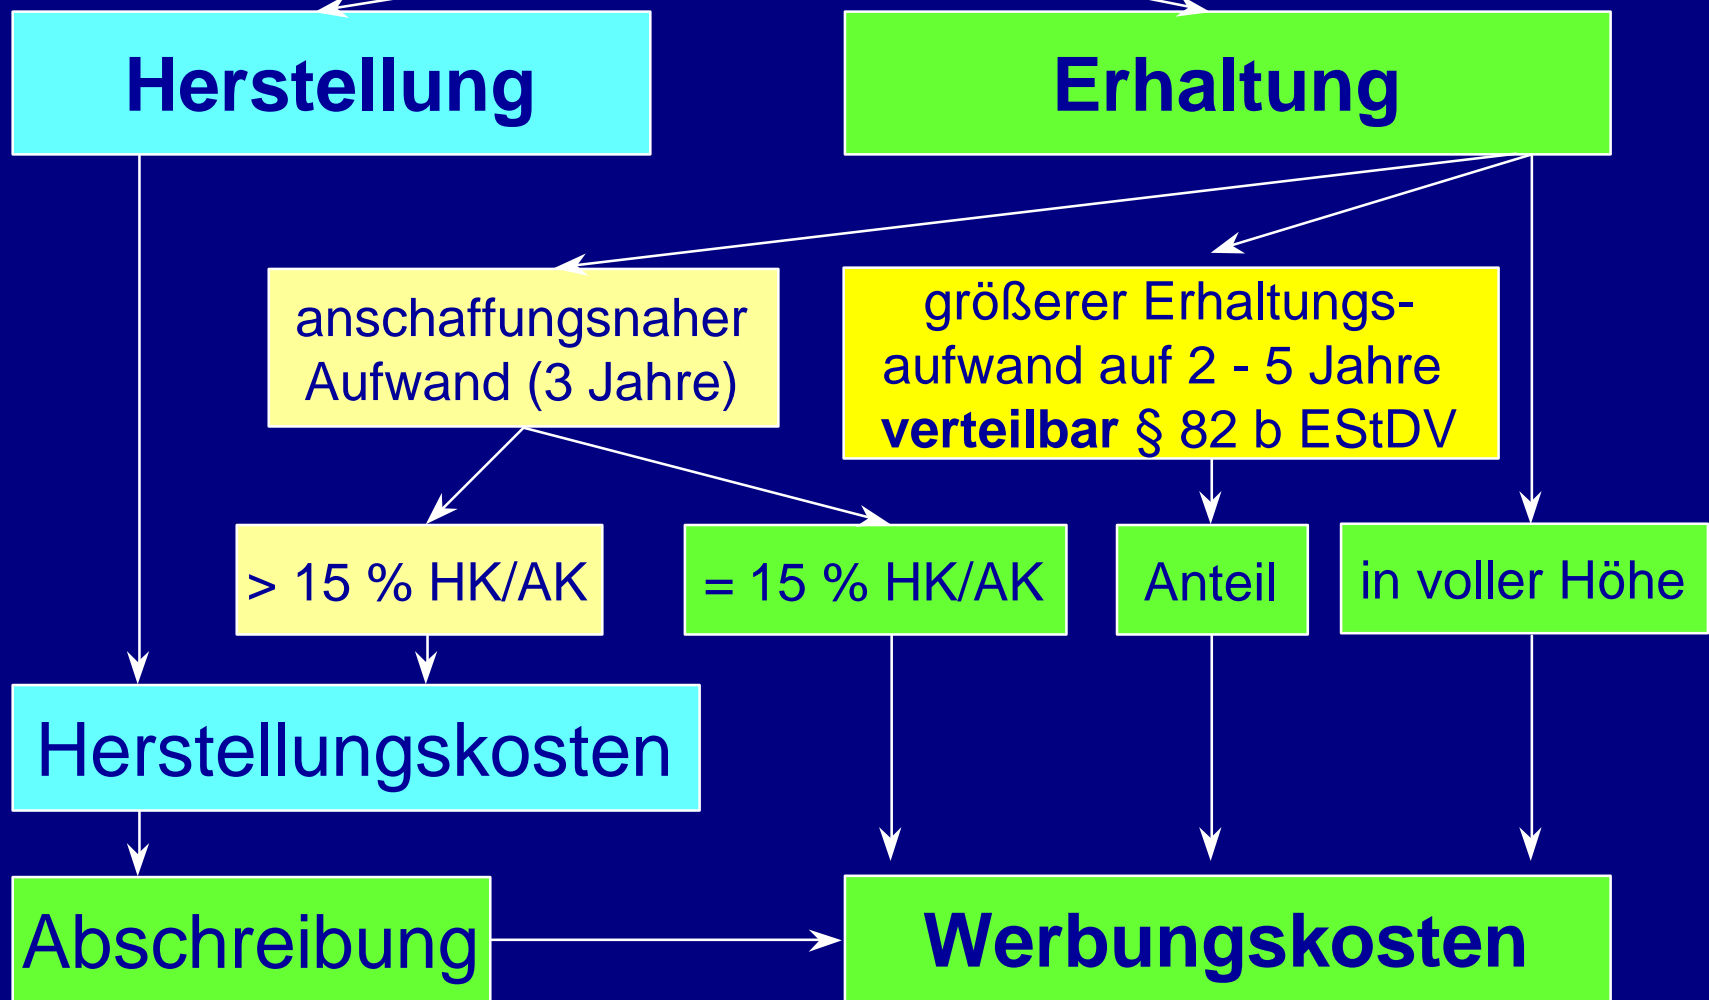 Herstellung
Erhaltung
anschaffungsnaher
Aufwand (3 Jahre)
größerer Erhaltungs-
aufwand auf 2 - 5 Jahre
verteilbar § 82 b EStDV
> 15 % HK/AK
= 15 % HK/AK
Anteil
in voller Höhe
Herstellungskosten
Abschreibung
Werbungskosten